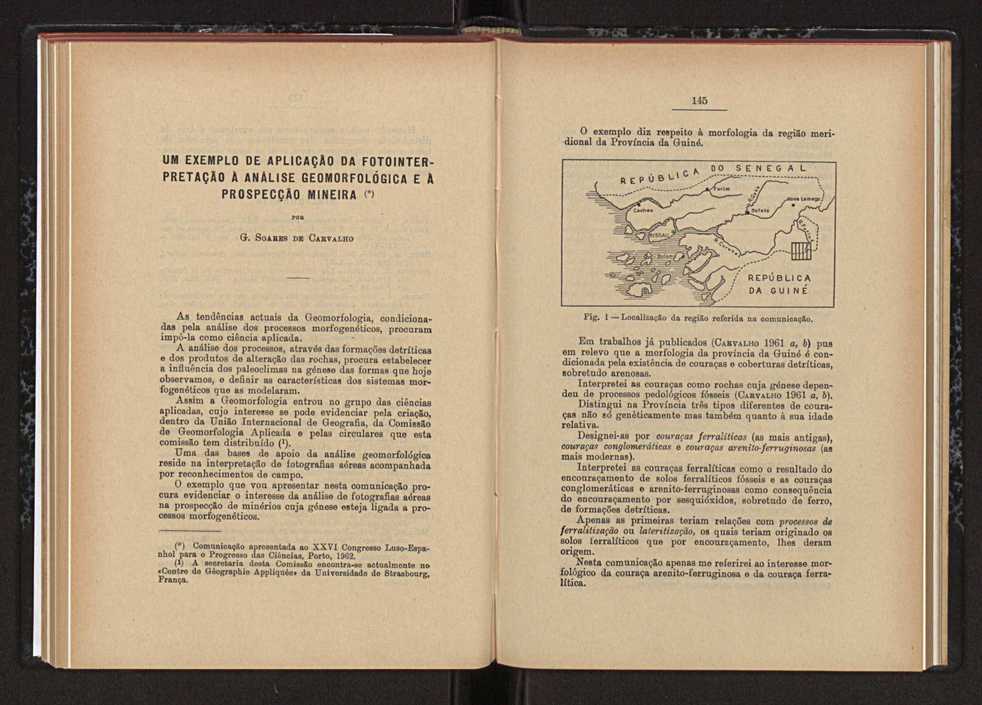 UM EXEMPLO DE APLICAÇÃO DA FOTOINTER-
PRETAÇÃO À ANÁLISE GEOMORFOLÓGICA E À
PROSPECÇÃO MINEIRA (*)
POR
G. SOARES DE CARVALHO
As tendências actuais da Geomorfologia, condiciona-
das pela análise dos processos morfogenéticos, procuram
impô-la como ciência aplicada.
A análise dos processos, através das formações detríticas
e dos produtos de alteração das rochas, procura estabelecer
a influência dos paleoclimas na génese das formas que hoje
observamos, e definir as características dos sistemas mor-
fogenéticos que as modelaram.
Assim a Geomorfologia entrou no grupo das ciências
aplicadas, cujo interesse se pode evidenciar pela criação,
dentro da União Internacional de Geografia, da Comissão
de Geomorfologia Aplicada e pelas circulares que esta
comissão tem distribuído (¹).
Uma das bases de apoio da análise geomorfológica
reside na interpretação de fotografias aéreas acompanhada
por reconhecimentos de campo.
O exemplo que vou apresentar nesta comunicação pro-
cura evidenciar o interesse da análise de fotografias aéreas
na prospecção de minérios cuja génese esteja ligada a pro-
cessos morfogenéticos.
(*) Comunicação apresentada ao XXVI Congresso Luso-Espa-
nhol para o Progresso das Ciências, Porto, 1962.
(1) A secretaria desta Comissão encontra-se actualmente no
«Centre de Géographie Appliquée» da Universidade de Strasbourg,
França.
145
O exemplo diz respeito à morfologia da região meri-
dional da Província da Guiné.
REPÚBLICA DO SENEGAL
Farim
Cacheu
Bafatá
Nova Lamego
BISSAU
Bolama
REPÚBLICA
DA GUINÉ
Fig. 1 — Localização da região referida na comunicação.
Em trabalhos já publicados (CARVALHO 1961 a, b) pus
em relevo que a morfologia da província da Guiné é con-
dicionada pela existência de couraças e coberturas detríticas,
sobretudo arenosas.
Interpretei as couraças como rochas cuja génese depen-
deu de processos pedológicos fósseis (CARVALHO 1961 a, b).
Distingui na Província três tipos diferentes de coura-
ças não só genèticamente mas também quanto à sua idade
relativa.
Designei-as por couraças ferralíticas (as mais antigas),
couraças conglomeráticas e couraças arenito-ferruginosas (as
mais modernas).
Interpretei as couraças ferralíticas como o resultado do
encouraçamento de solos ferralíticos fósseis e as couraças
conglomeráticas e arenito-ferruginosas como consequência
do encouraçamento por sesquióxidos, sobretudo de ferro,
de formações detríticas.
Apenas as primeiras teriam relações com processos de
ferralitização ou lateritização, os quais teriam originado os
solos ferralíticos que por encouraçamento, lhes deram
origem.
Nesta comunicação apenas me referirei ao interesse mor-
fológico da couraça arenito-ferruginosa e da couraça ferra-
lítica.